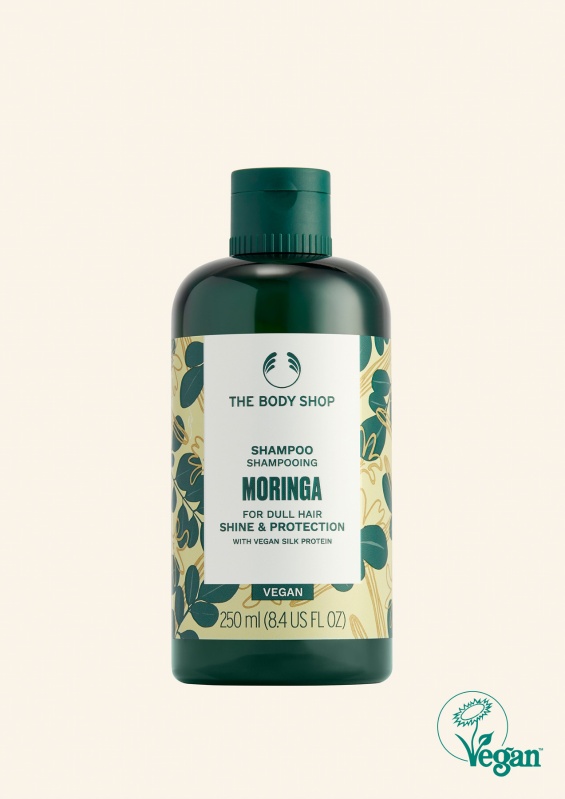 THE BODY SHOP
SHAMPOO
SHAMPOOING
MORINGA
FOR DULL HAIR
SHINE & PROTECTION
WITH VEGAN SILK PROTEIN
VEGAN
250 ml (8.4 US FL OZ)
Vegan™